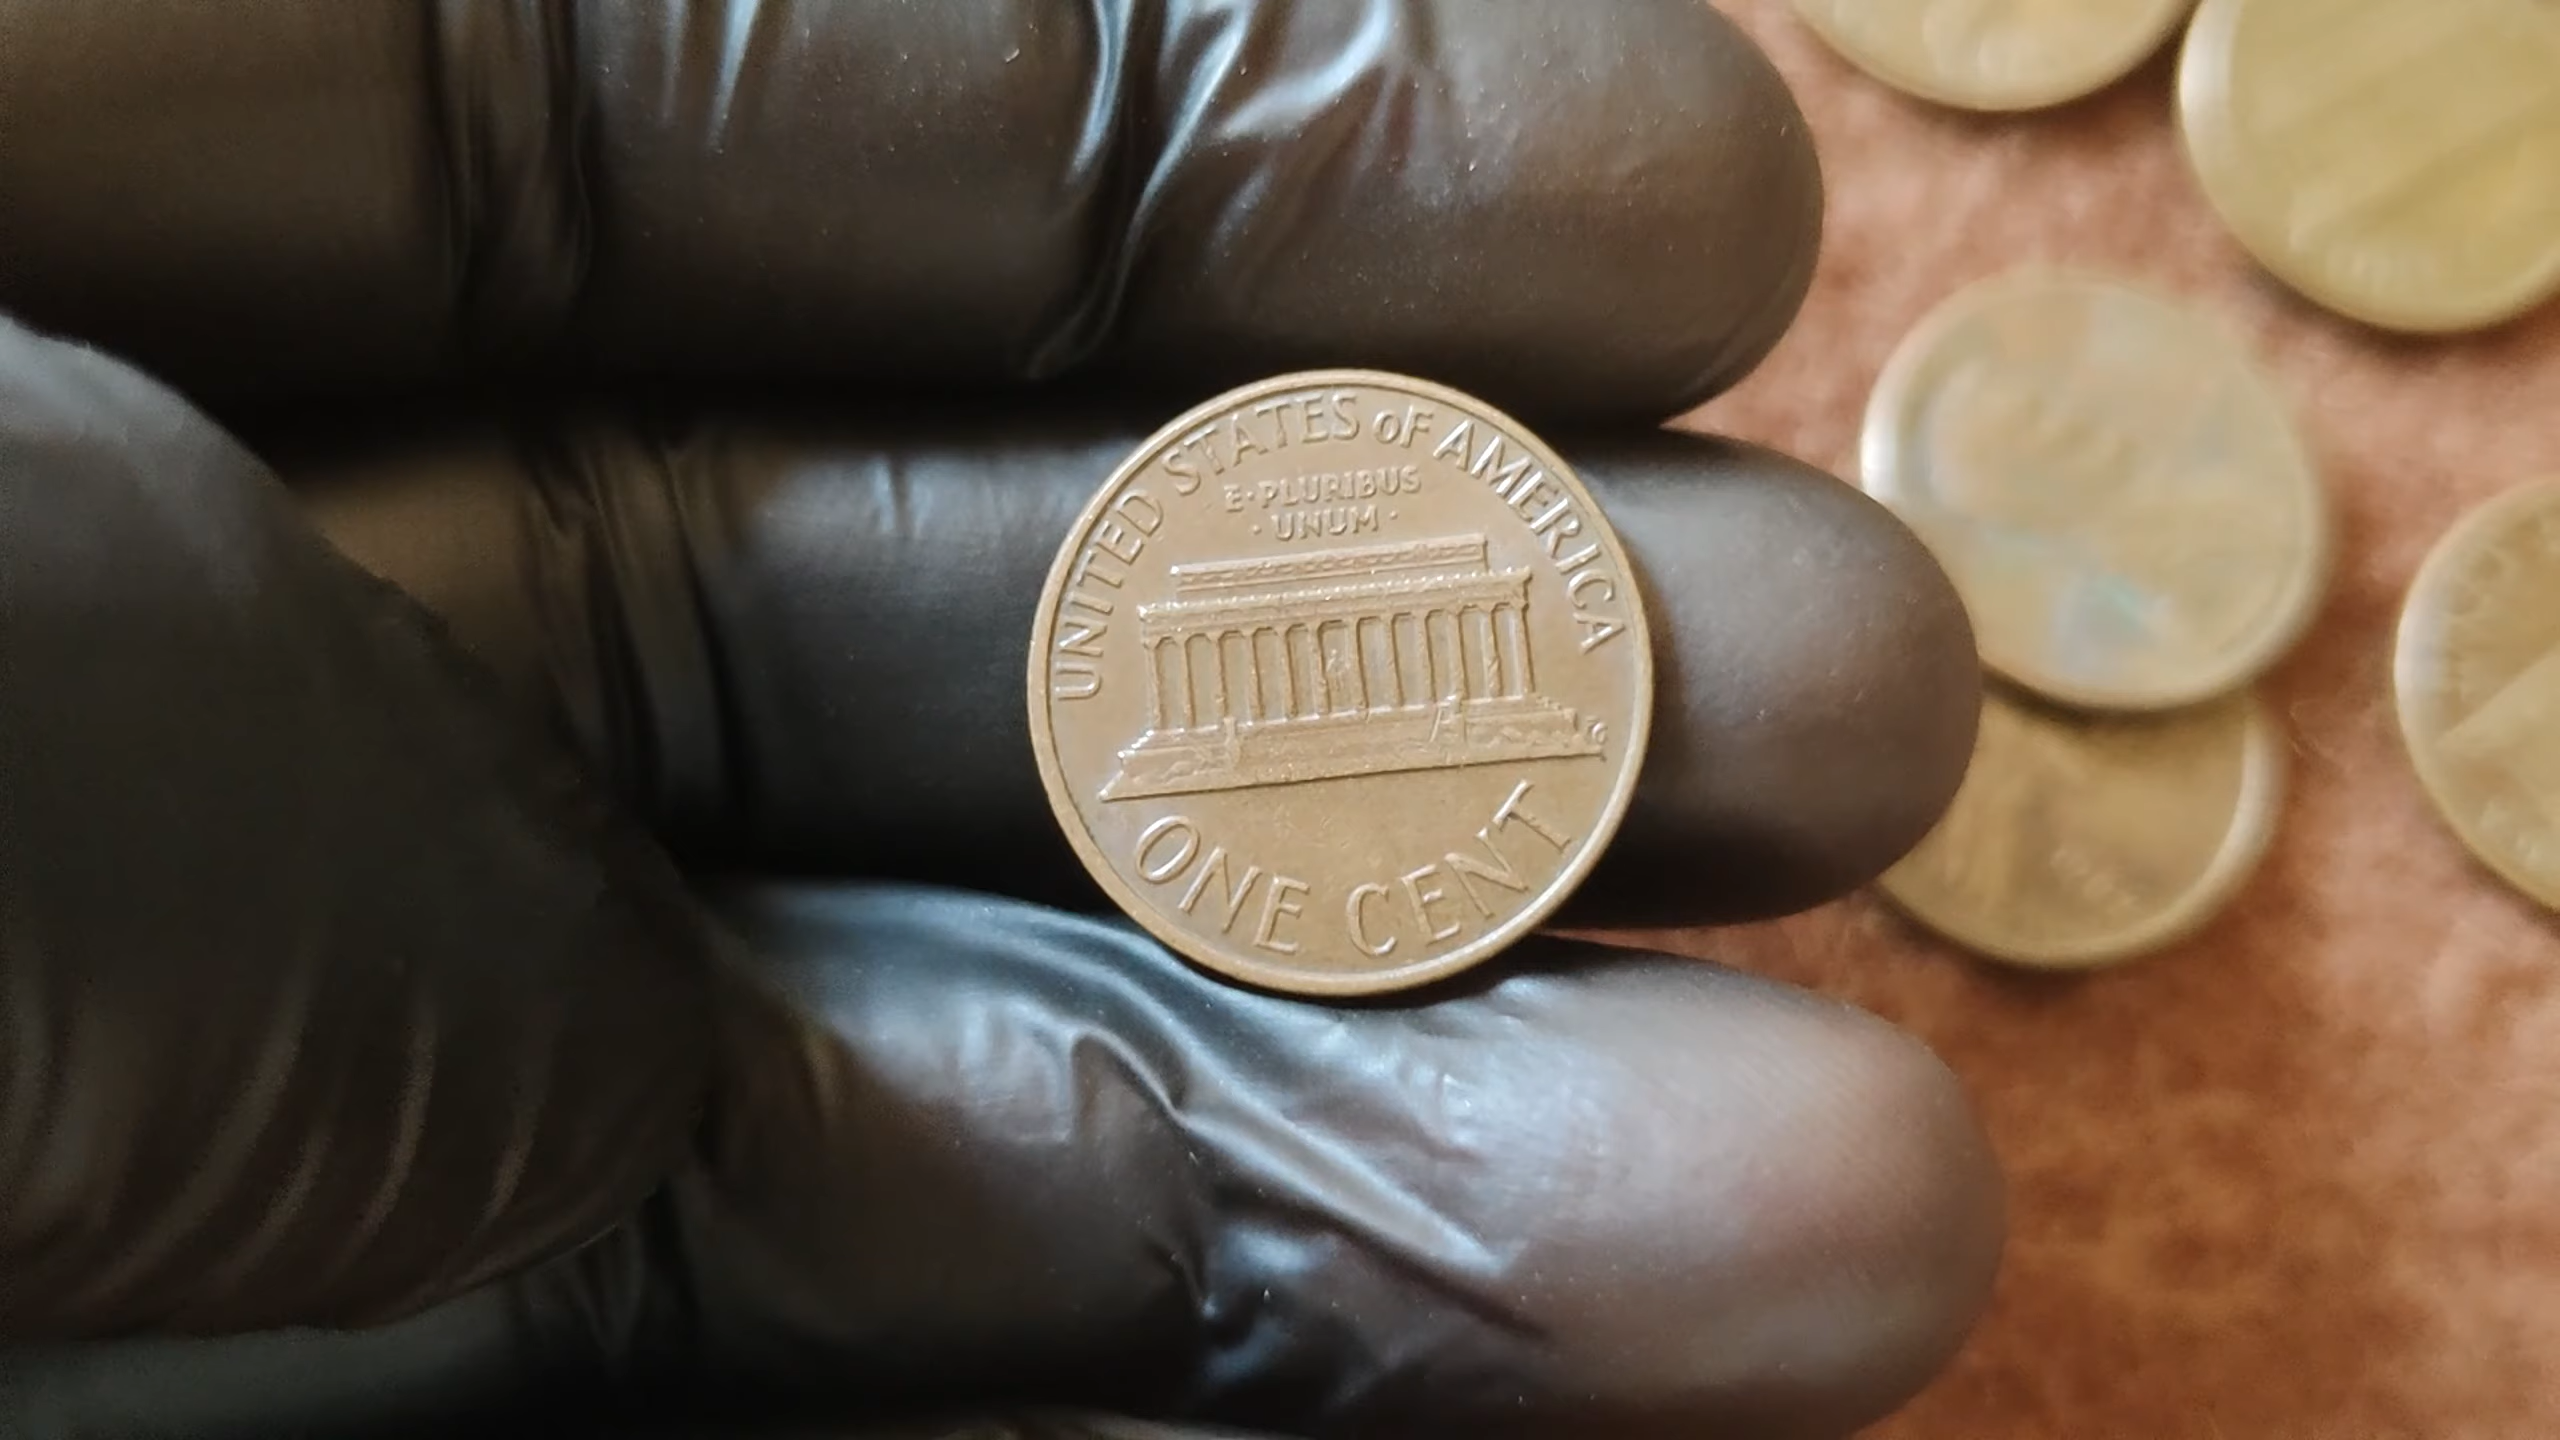 UNITED STATES OF AMERICA
E·PLURIBUS
·UNUM·
ONE CENT